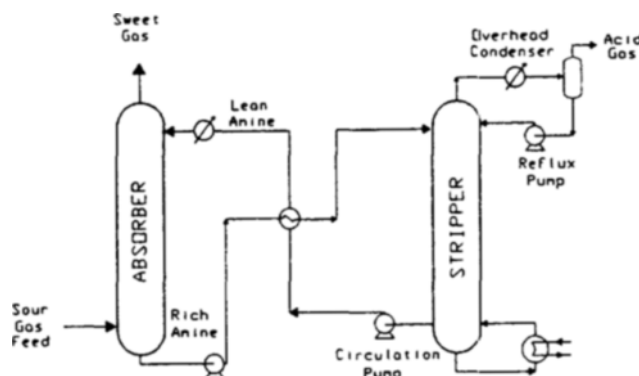 Sweet
Gas
Overhead
Condenser
Acid
Gas
Lean
Amine
Reflux
Pump
ABSORBER
STRIPPER
Sour
Gas
Feed
Rich
Amine
Circulation
Pump